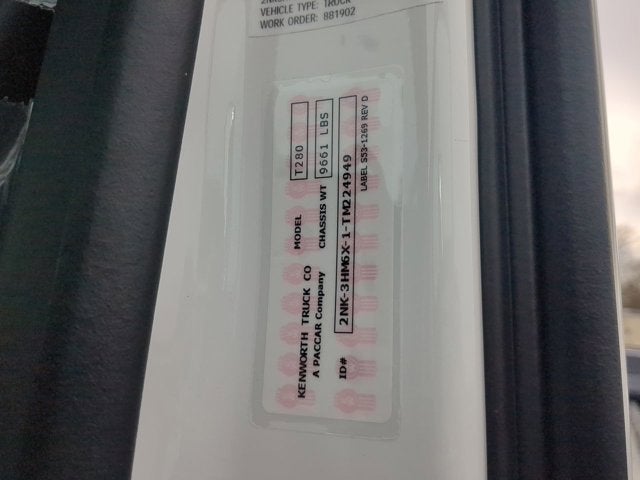 VEHICLE TYPE: TRUCK
WORK ORDER: 881902
KENWORTH TRUCK CO MODEL T280
A PACCAR Company CHASSIS WT 9661 LBS
ID# 2NK-3HM6X-1-TM224949
LABEL S53-1269 REV D